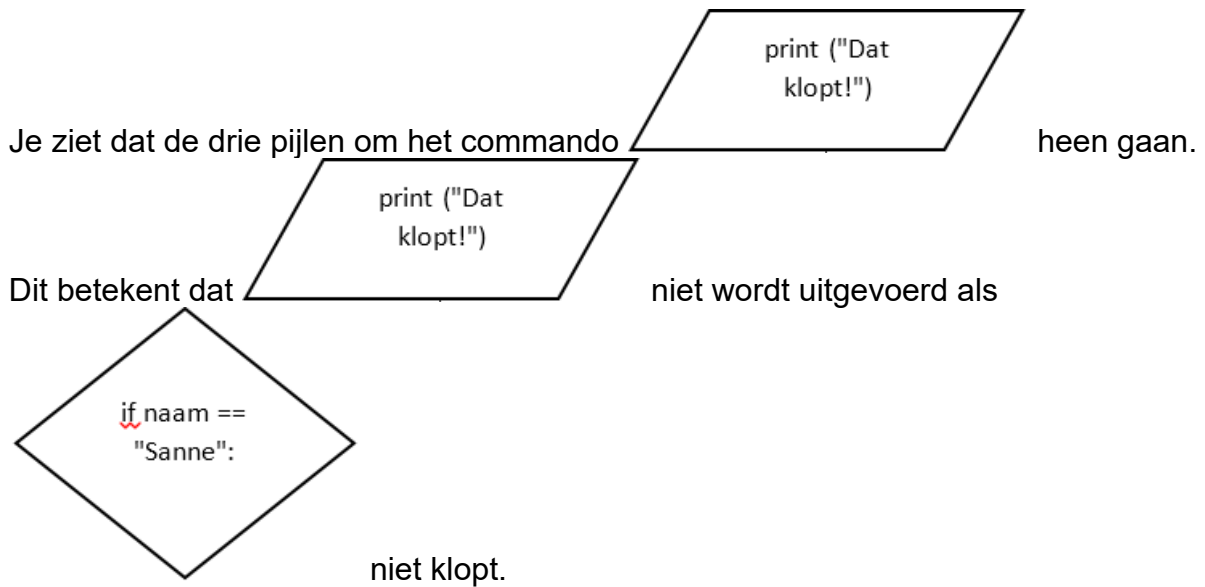 print ("Dat
klopt!")
Je ziet dat de drie pijlen om het commando heen gaan.
print ("Dat
klopt!")
Dit betekent dat niet wordt uitgevoerd als
if naam ==
"Sanne":
niet klopt.